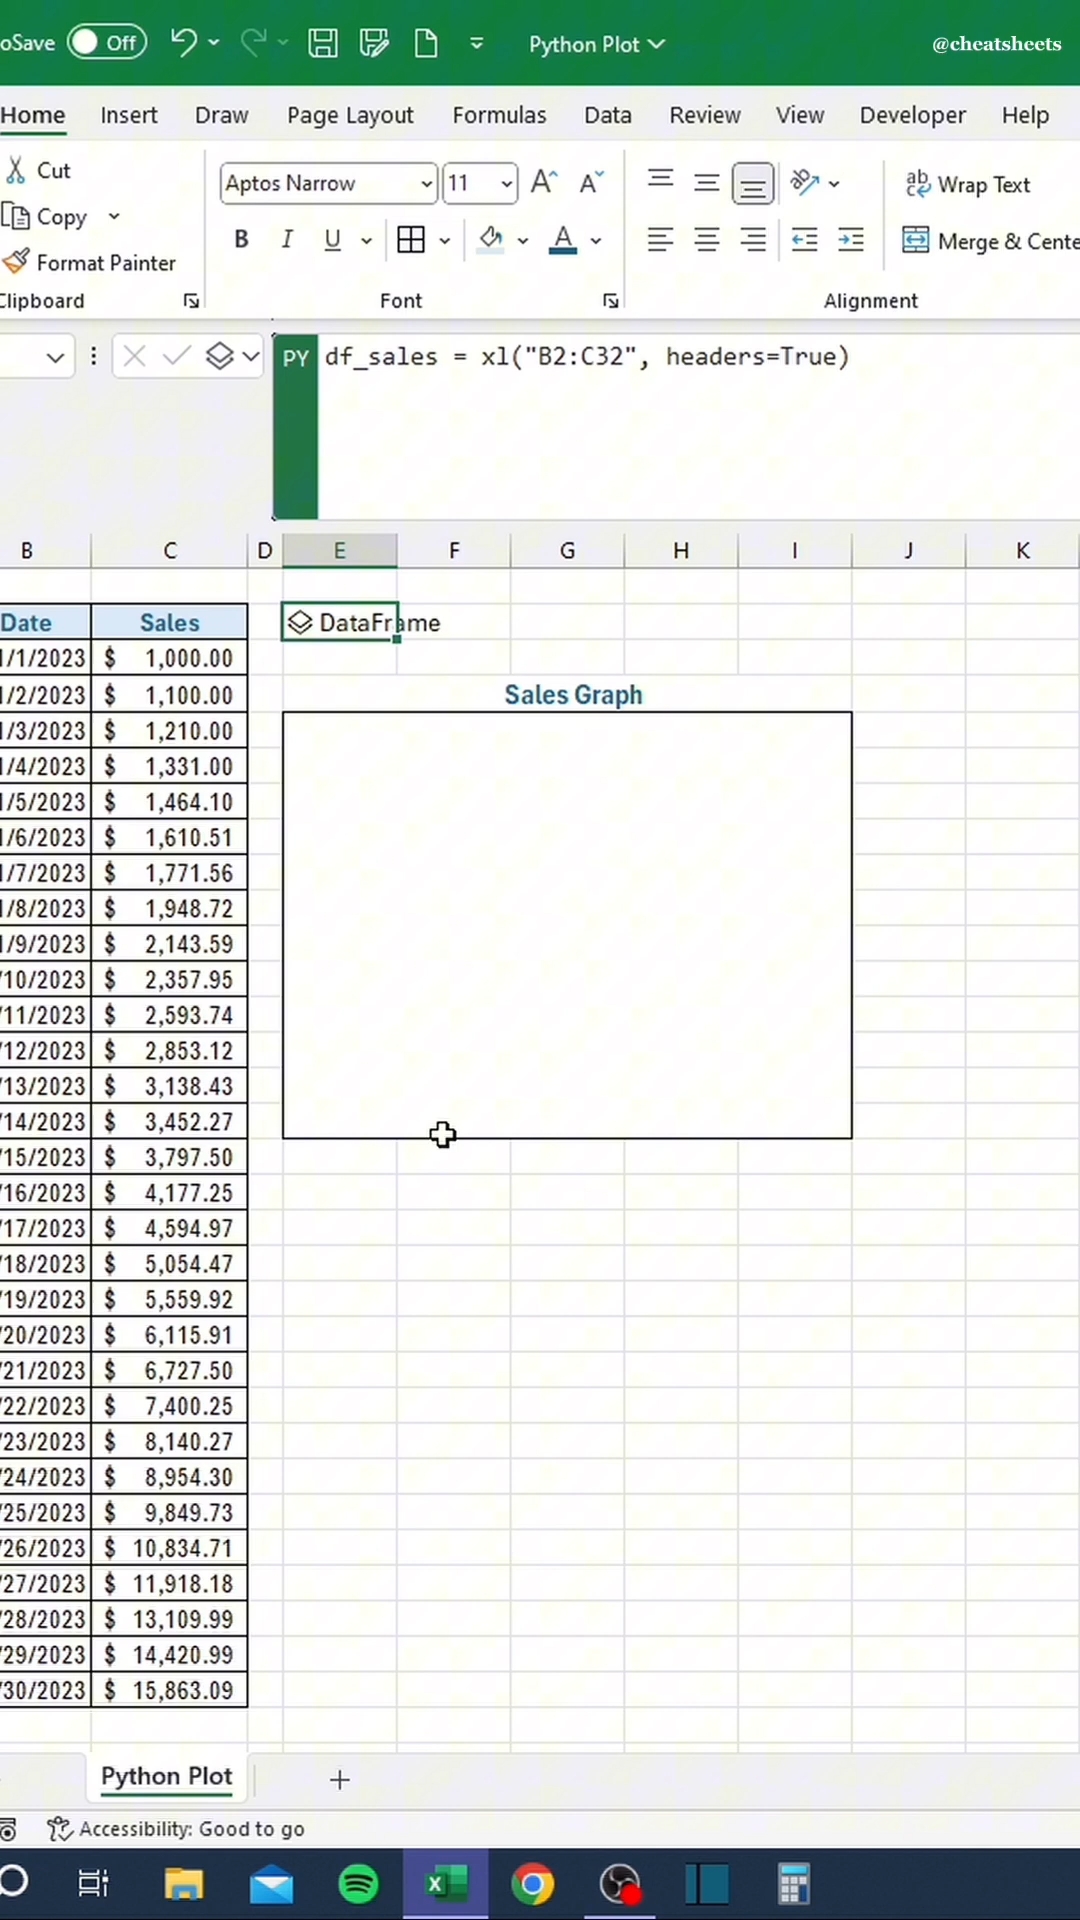 oSave Off Python Plot @cheatsheets
Home Insert Draw Page Layout Formulas Data Review View Developer Help
Cut Aptos Narrow 11 A A ab Wrap Text
Copy B I U A Merge & Cente
Format Painter
Clipboard Font Alignment
PY df_sales = xl("B2:C32", headers=True)
B C D E F G H I J K
Date Sales DataFrame
1/1/2023 $ 1,000.00
1/2/2023 $ 1,100.00
Sales Graph
1/3/2023 $ 1,210.00
1/4/2023 $ 1,331.00
1/5/2023 $ 1,464.10
1/6/2023 $ 1,610.51
1/7/2023 $ 1,771.56
1/8/2023 $ 1,948.72
1/9/2023 $ 2,143.59
/10/2023 $ 2,357.95
/11/2023 $ 2,593.74
/12/2023 $ 2,853.12
/13/2023 $ 3,138.43
/14/2023 $ 3,452.27
/15/2023 $ 3,797.50
/16/2023 $ 4,177.25
/17/2023 $ 4,594.97
/18/2023 $ 5,054.47
/19/2023 $ 5,559.92
/20/2023 $ 6,115.91
/21/2023 $ 6,727.50
/22/2023 $ 7,400.25
/23/2023 $ 8,140.27
/24/2023 $ 8,954.30
/25/2023 $ 9,849.73
/26/2023 $ 10,834.71
/27/2023 $ 11,918.18
/28/2023 $ 13,109.99
/29/2023 $ 14,420.99
/30/2023 $ 15,863.09
Python Plot
Accessibility: Good to go